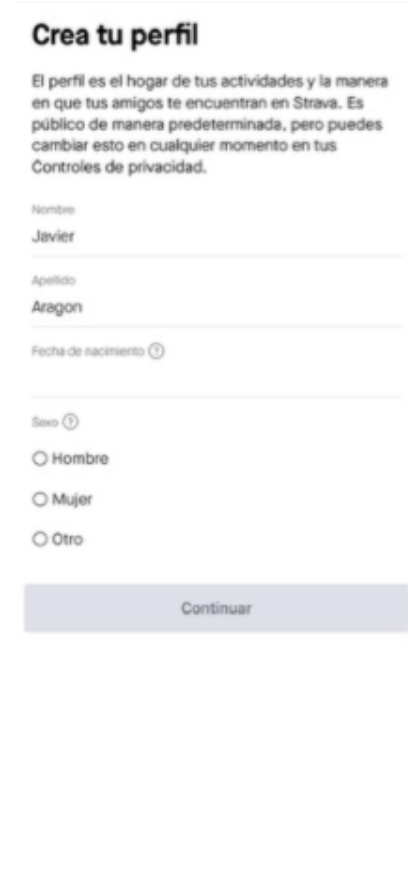 Crea tu perfil
El perfil es el hogar de tus actividades y la manera
en que tus amigos te encuentran en Strava. Es
público de manera predeterminada, pero puedes
cambiar esto en cualquier momento en tus
Controles de privacidad.
Nombre
Javier
Apellido
Aragon
Fecha de nacimiento ?
Sexo ?
Hombre
Mujer
Otro
Continuar